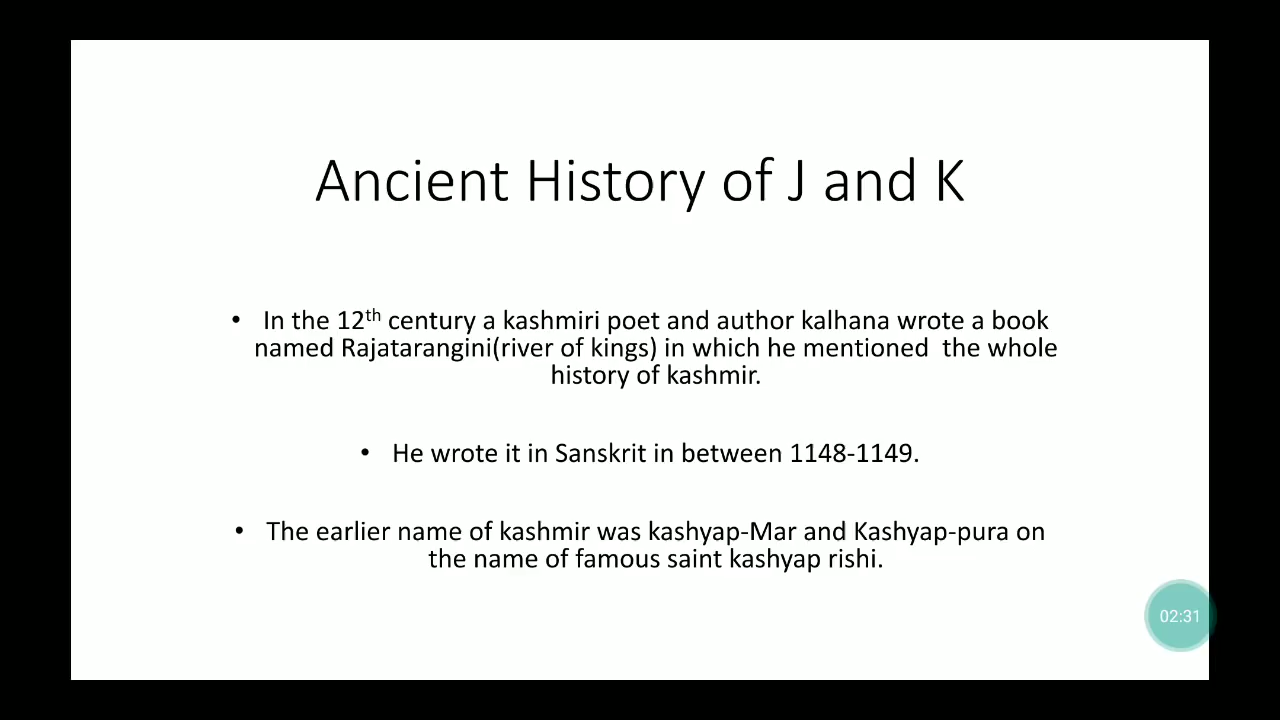 Ancient History of J and K
• In the 12th century a kashmiri poet and author kalhana wrote a book
named Rajatarangini(river of kings) in which he mentioned  the whole
history of kashmir.
• He wrote it in Sanskrit in between 1148-1149.
• The earlier name of kashmir was kashyap-Mar and Kashyap-pura on
the name of famous saint kashyap rishi.
02:31